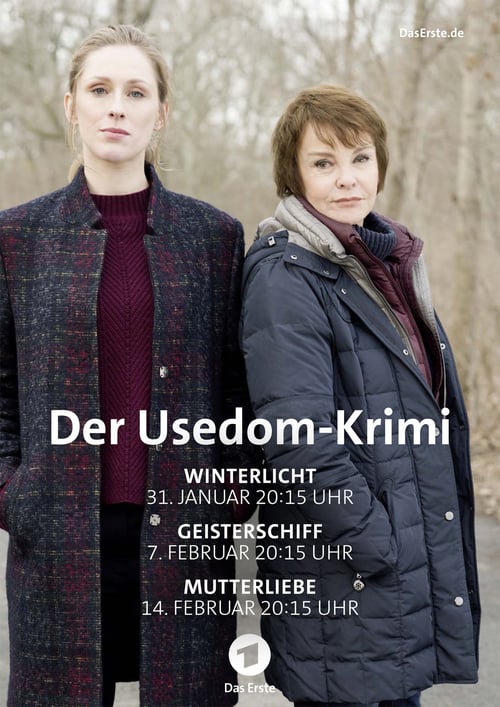 DasErste.de
Der Usedom-Krimi
WINTERLICHT
31. JANUAR 20:15 UHR
GEISTERSCHIFF
7. FEBRUAR 20:15 UHR
MUTTERLIEBE
14. FEBRUAR 20:15 UHR
1
Das Erste